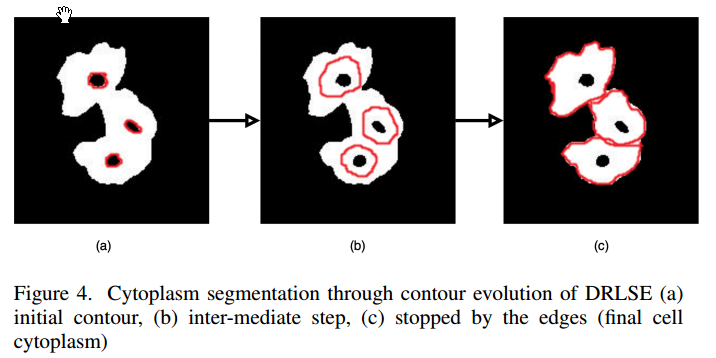 (a) (b) (c)
Figure 4. Cytoplasm segmentation through contour evolution of DRLSE (a)
initial contour, (b) inter-mediate step, (c) stopped by the edges (final cell
cytoplasm)